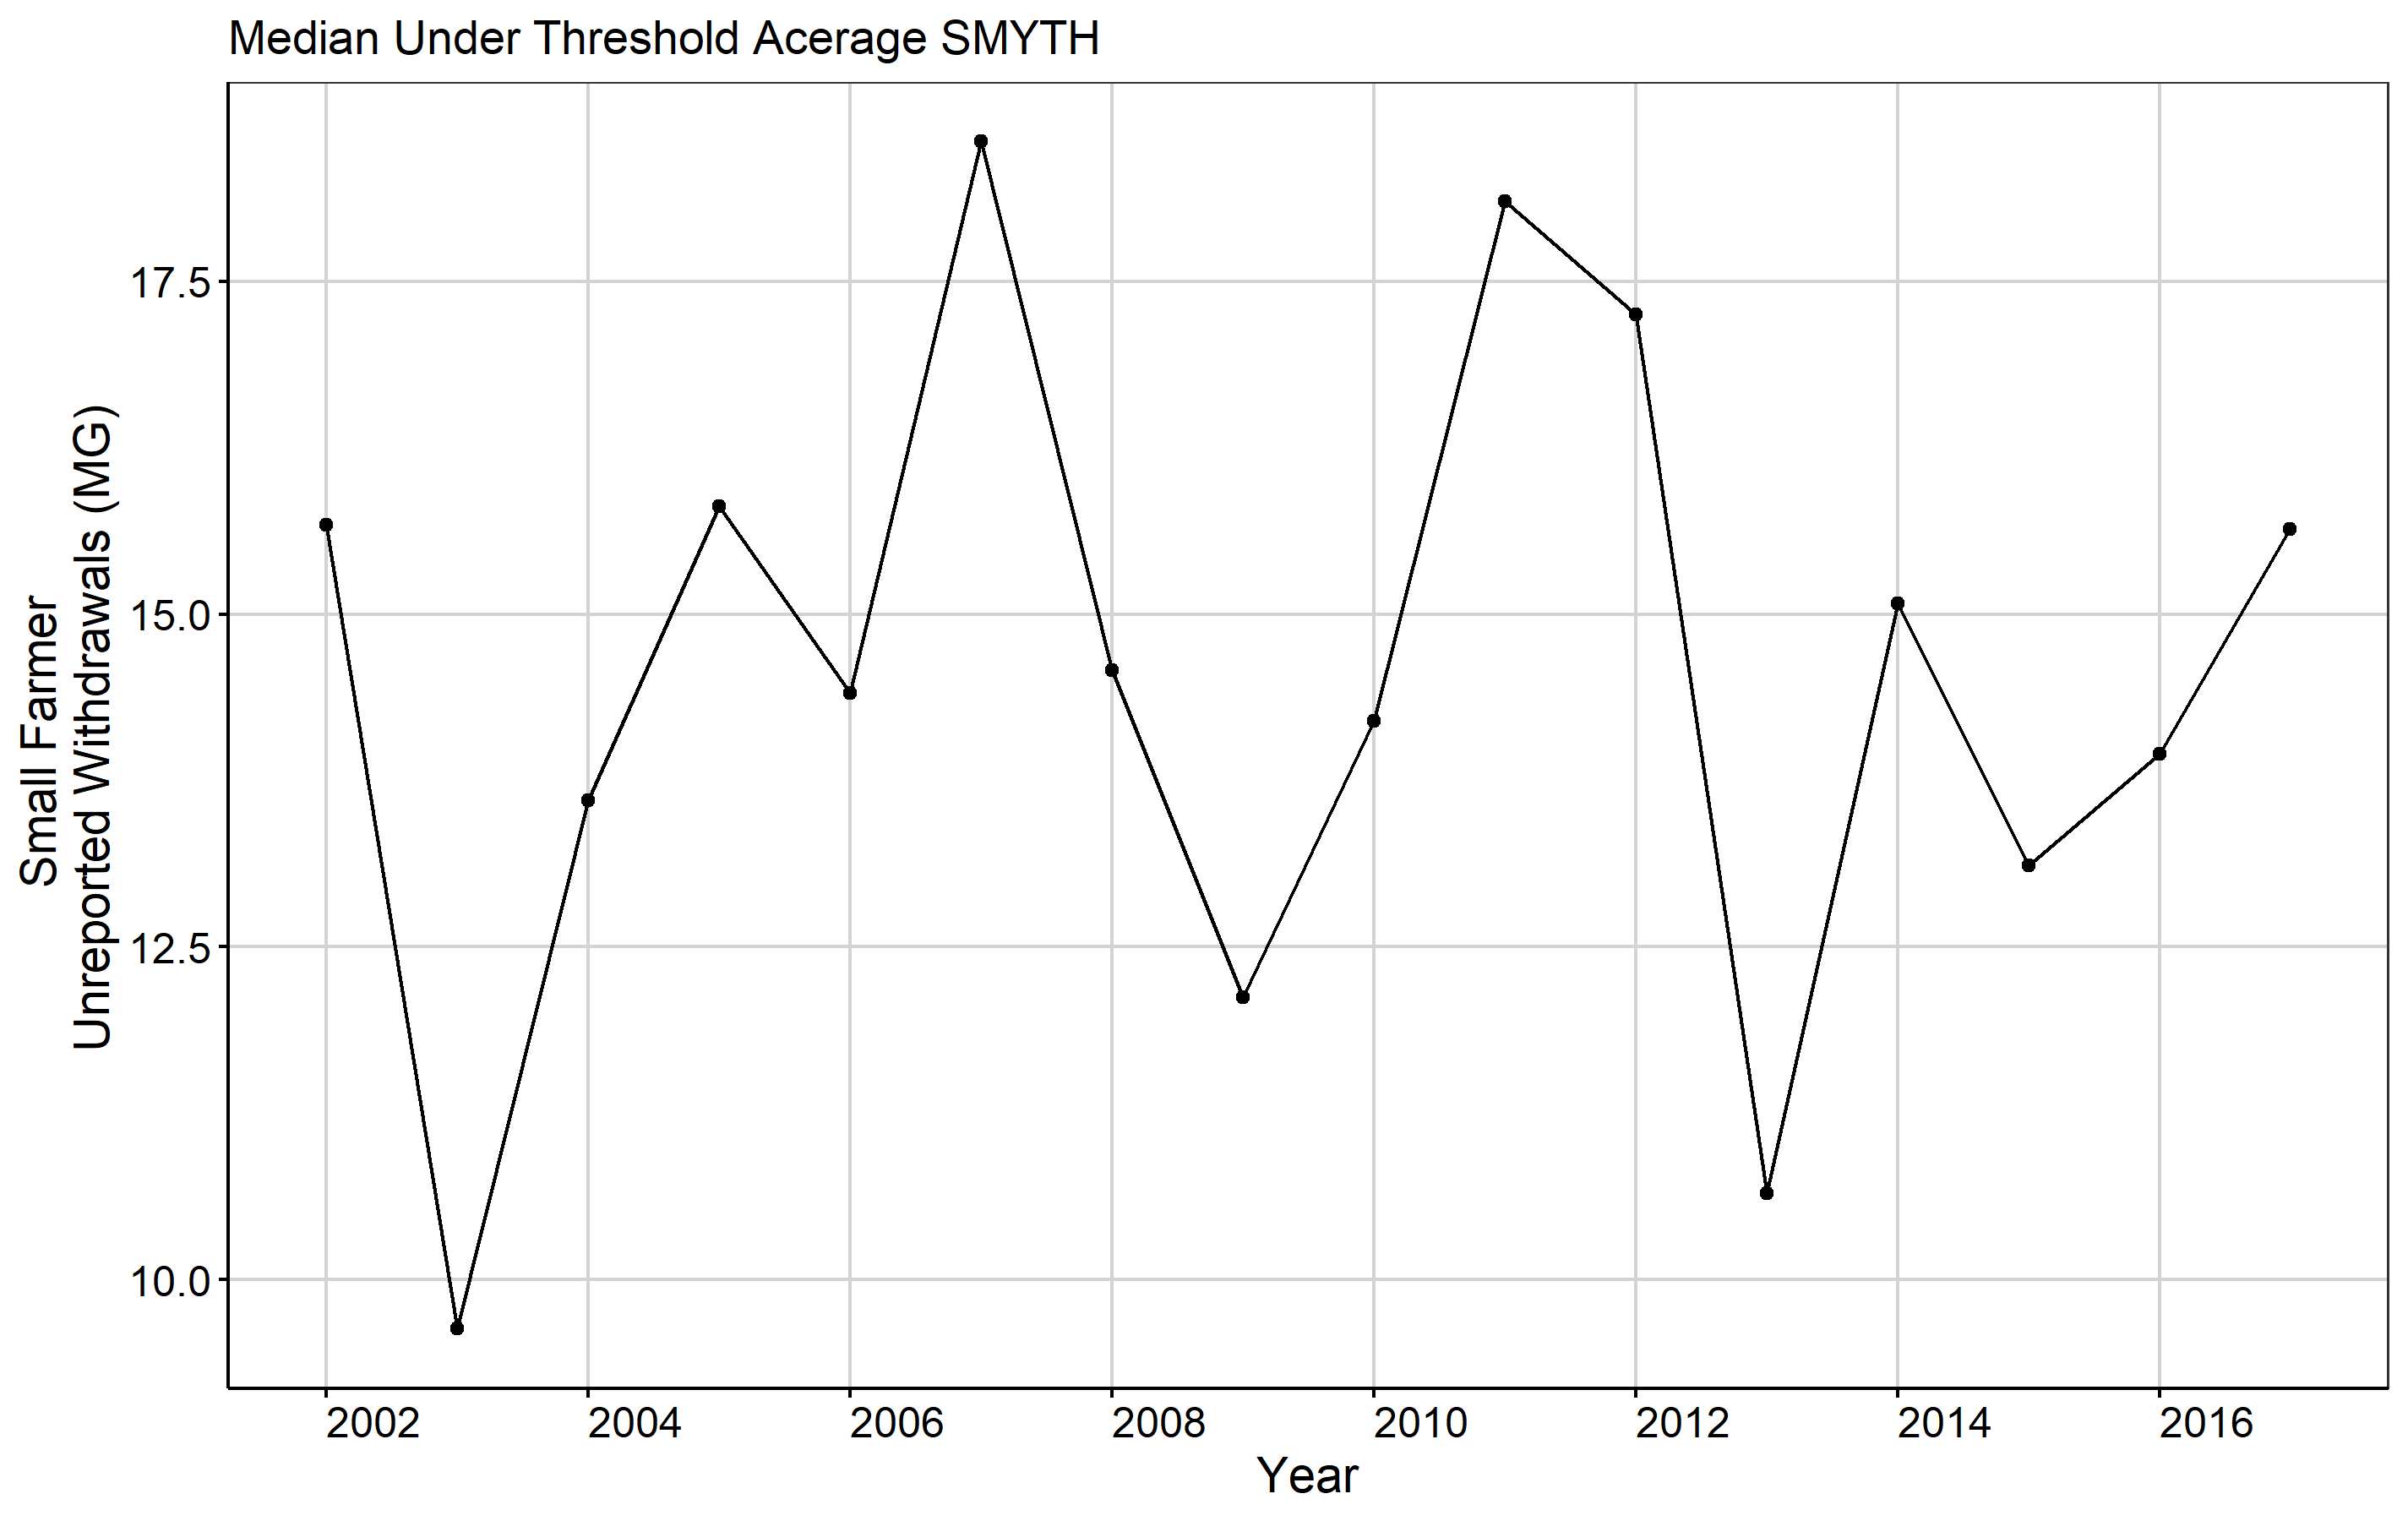 Median Under Threshold Acerage SMYTH
Small Farmer
Unreported Withdrawals (MG)
17.5
15.0
12.5
10.0
2002 2004 2006 2008 2010 2012 2014 2016
Year